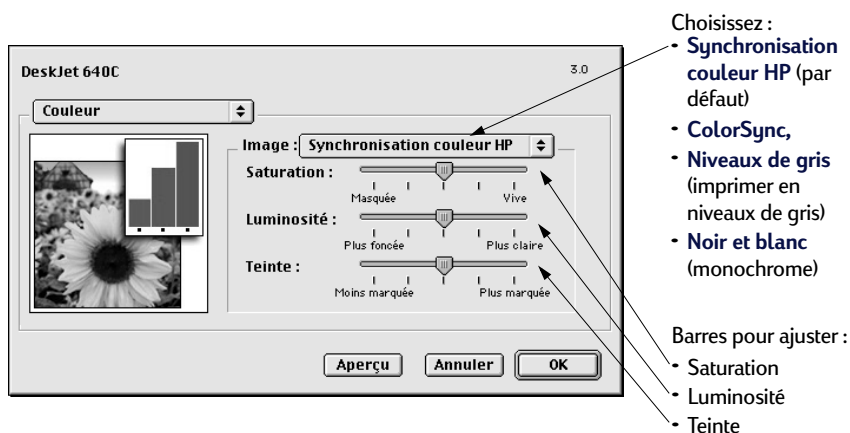 Choisissez :
• Synchronisation
couleur HP (par
défaut)
• ColorSync,
• Niveaux de gris
(imprimer en
niveaux de gris)
• Noir et blanc
(monochrome)
DeskJet 640C
3.0
Couleur
Image : Synchronisation couleur HP
Saturation :
Masquée Vive
Luminosité :
Plus foncée Plus claire
Teinte :
Moins marquée Plus marquée
Aperçu Annuler OK
Barres pour ajuster :
• Saturation
• Luminosité
• Teinte